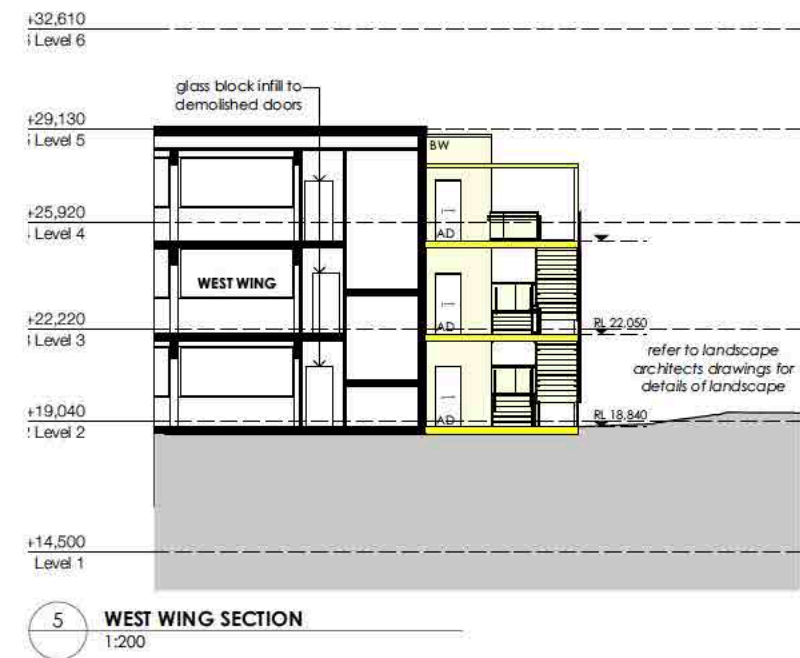 +32,610
Level 6
glass block infill to
demolished doors
+29,130
Level 5
BW
+25,920
Level 4
AD
WEST WING
AD
+22,220
Level 3
RL 22.050
refer to landscape
architects drawings for
details of landscape
AD
+19,040
Level 2
RL 18.840
+14,500
Level 1
5
WEST WING SECTION
1:200